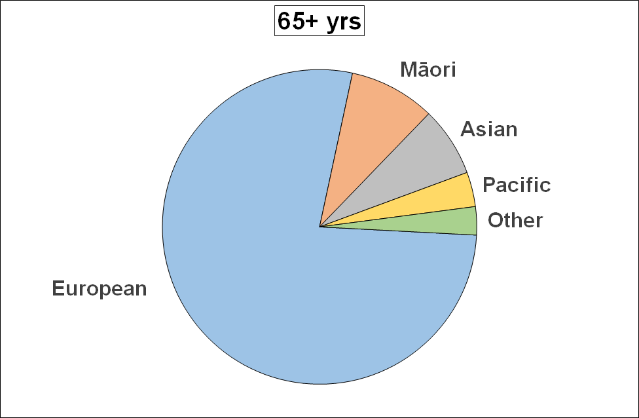 65+ yrs
Māori
Asian
Pacific
Other
European